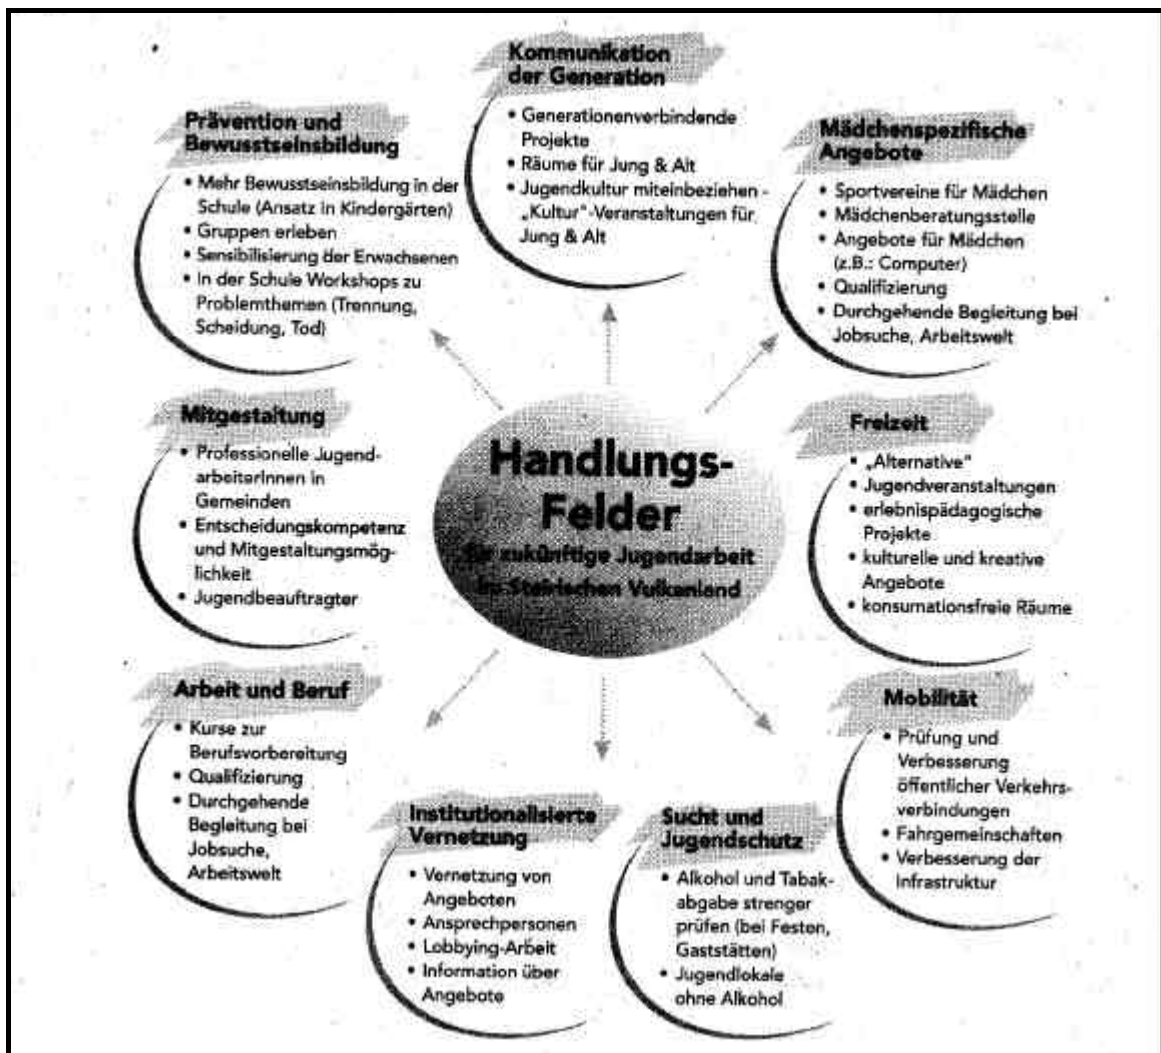 Kommunikation
der Generation
• Generationenverbindende
Projekte
• Räume für Jung & Alt
• Jugendkultur miteinbeziehen -
„Kultur"-Veranstaltungen für
Jung & Alt
Prävention und
Bewusstseinsbildung
• Mehr Bewusstseinsbildung in der
Schule (Ansatz in Kindergärten)
• Gruppen erleben
• Sensibilisierung der Erwachsenen
• In der Schule Workshops zu
Problemthemen (Trennung,
Scheidung, Tod)
Mädchenspezifische
Angebote
• Sportvereine für Mädchen
• Mädchenberatungsstelle
• Angebote für Mädchen
(z.B.: Computer)
• Qualifizierung
• Durchgehende Begleitung bei
Jobsuche, Arbeitswelt
Mitgestaltung
• Professionelle Jugend-
arbeiterInnen in
Gemeinden
• Entscheidungskompetenz
und Mitgestaltungsmög-
lichkeit
• Jugendbeauftragter
Handlungs-
Felder
für zukünftige Jugendarbeit
im Steirischen Vulkanland
Freizeit
• „Alternative"
• Jugendveranstaltungen
• erlebnispädagogische
Projekte
• kulturelle und kreative
Angebote
• konsumationsfreie Räume
Arbeit und Beruf
• Kurse zur
Berufsvorbereitung
• Qualifizierung
• Durchgehende
Begleitung bei
Jobsuche,
Arbeitswelt
Institutionalisierte
Vernetzung
• Vernetzung von
Angeboten
• Ansprechpersonen
• Lobbying-Arbeit
• Information über
Angebote
Sucht und
Jugendschutz
• Alkohol und Tabak-
abgabe strenger
prüfen (bei Festen,
Gaststätten)
• Jugendlokale
ohne Alkohol
Mobilität
• Prüfung und
Verbesserung
öffentlicher Verkehrs-
verbindungen
• Fahrgemeinschaften
• Verbesserung der
Infrastruktur